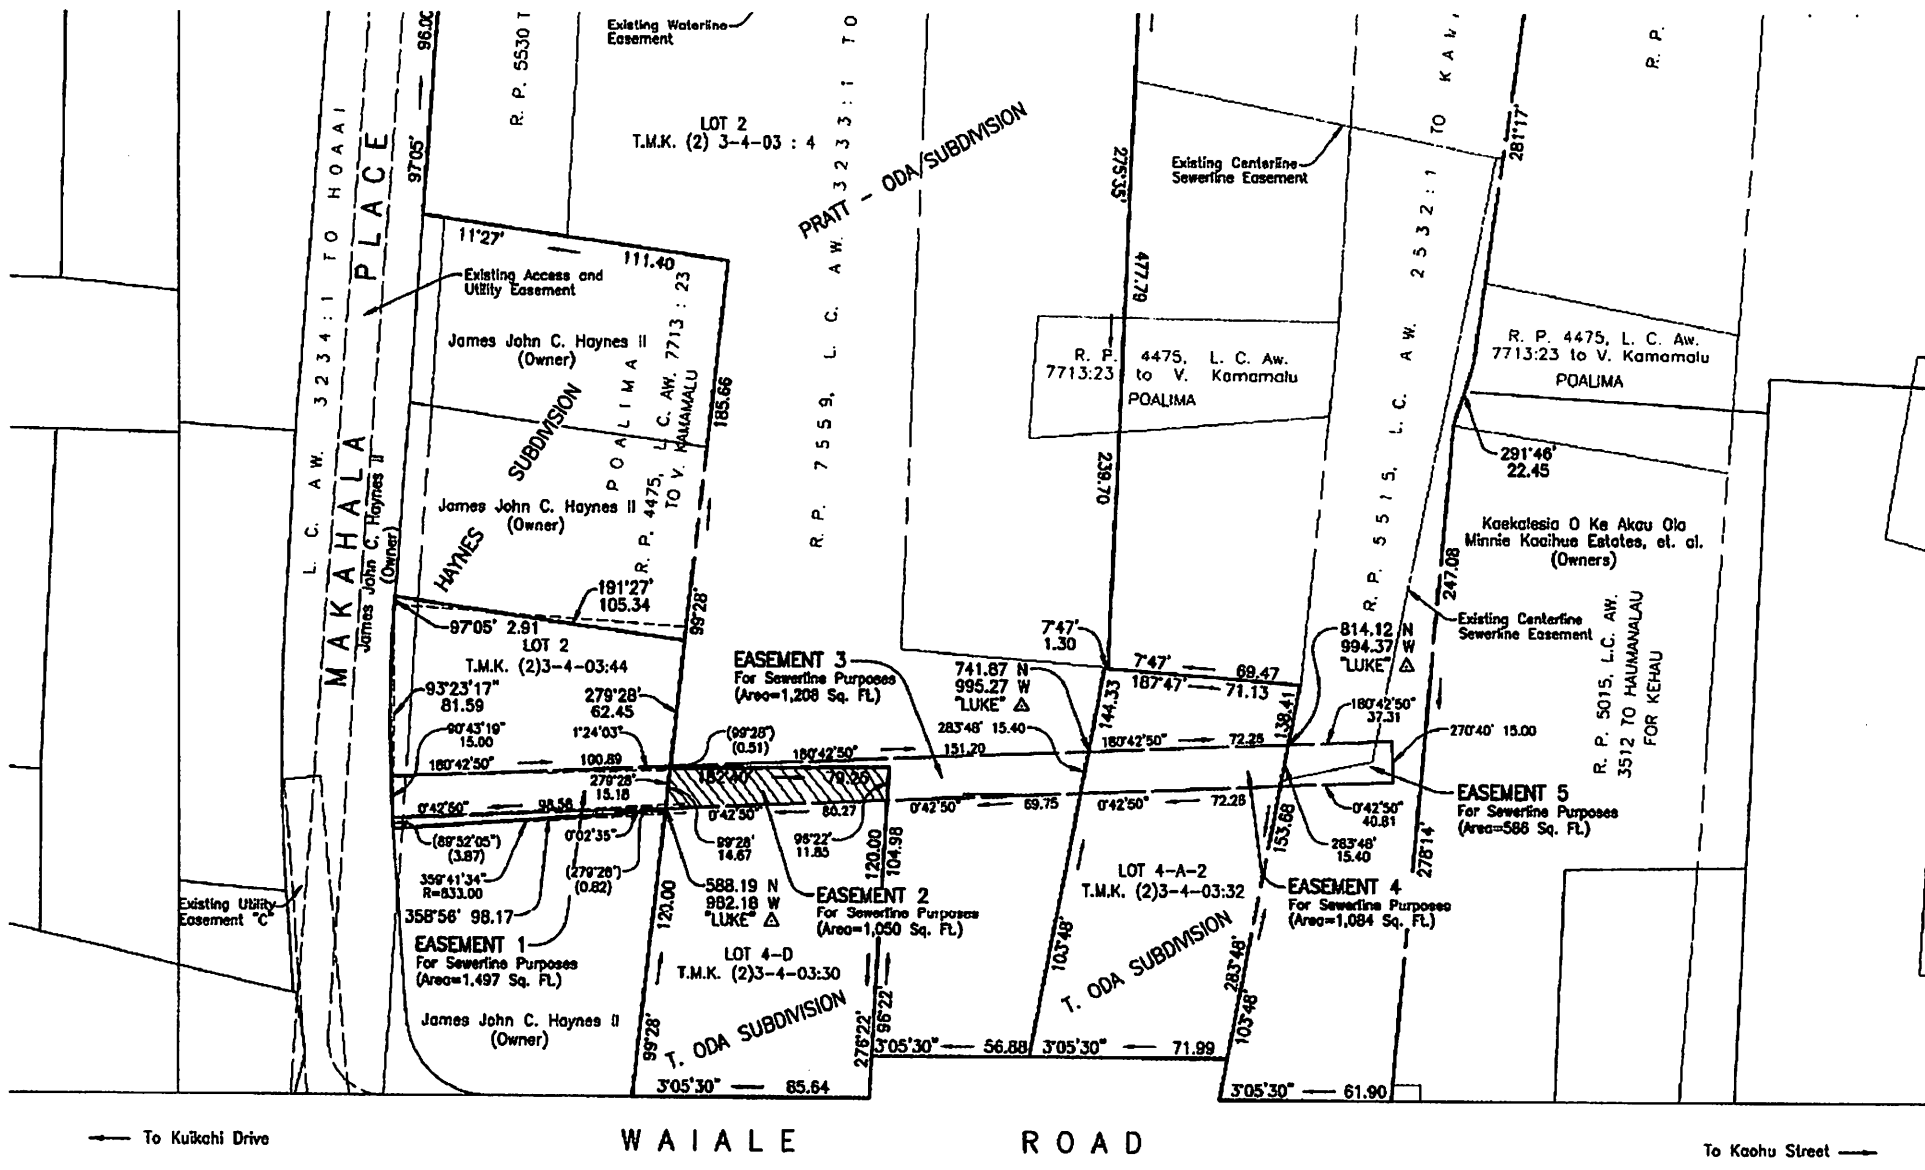 Existing Waterline
Easement
96.00
97°05'
R. P. 5530 T
LOT 2
T.M.K. (2) 3-4-03 : 4
PRATT - ODA SUBDIVISION
R. P. 7559, L. C. AW. 3233:1 TO
275°35'
477.79
239.70
Existing Centerline
Sewerline Easement
R. P. 5515, L. C. AW. 2532:1 TO KAW
281°17'
R. P.
L. C. AW. 3234:1 TO HOAAI
MAKAHALA PLACE
James John C. Haynes II
(Owner)
11°27'
111.40
Existing Access and
Utility Easement
James John C. Haynes II
(Owner)
POALIMA
R. P. 4475, L. C. AW. 7713 : 23
TO V. KAMAMALU
185.66
HAYNES SUBDIVISION
James John C. Haynes II
(Owner)
R. P. 4475, L. C. Aw.
7713:23 to V. Kamamalu
POALIMA
R. P. 4475, L. C. Aw.
7713:23 to V. Kamamalu
POALIMA
291°46'
22.45
Kaekalesia O Ke Akau Ola
Minnie Kaaihue Estates, et. al.
(Owners)
247.08
191°27'
105.34
99°28'
97°05' 2.91
LOT 2
T.M.K. (2)3-4-03:44
93°23'17"
81.59
279°28'
62.45
90°43'19"
15.00
1°24'03"
(99°28')
(0.51)
EASEMENT 3
For Sewerline Purposes
(Area=1,208 Sq. Ft.)
741.87 N
995.27 W
"LUKE"
7°47'
1.30
7°47'
69.47
187°47'
71.13
144.33
138.41
814.12 N
994.37 W
"LUKE"
Existing Centerline
Sewerline Easement
R. P. 5015, L.C. AW.
3512 TO HAUMANALAU
FOR KEHAU
180°42'50"
37.31
270°40' 15.00
283°48' 15.40
180°42'50"
100.89
180°42'50"
151.20
180°42'50"
72.25
279°28'
15.18
182°40'
79.26
0°42'50"
98.56
0°42'50"
80.27
0°42'50"
69.75
0°42'50"
72.25
0°42'50"
40.81
EASEMENT 5
For Sewerline Purposes
(Area=586 Sq. Ft.)
(89°52'05")
(3.87)
0°02'35"
99°28'
14.67
96°22'
11.85
120.00
104.98
153.68
283°48'
15.40
278°14'
359°41'34"
R=833.00
(279°28')
(0.82)
358°56' 98.17
588.19 N
982.18 W
"LUKE"
EASEMENT 2
For Sewerline Purposes
(Area=1,050 Sq. Ft.)
LOT 4-A-2
T.M.K. (2)3-4-03:32
EASEMENT 4
For Sewerline Purposes
(Area=1,084 Sq. Ft.)
Existing Utility
Easement "C"
EASEMENT 1
For Sewerline Purposes
(Area=1,497 Sq. Ft.)
120.00
LOT 4-D
T.M.K. (2)3-4-03:30
T. ODA SUBDIVISION
T. ODA SUBDIVISION
James John C. Haynes II
(Owner)
99°28'
276°22'
96°22'
103°48'
283°48'
103°48'
3°05'30" 85.64
3°05'30" 56.88
3°05'30" 71.99
3°05'30" 61.90
To Kuikahi Drive
WAIALE ROAD
To Kaohu Street